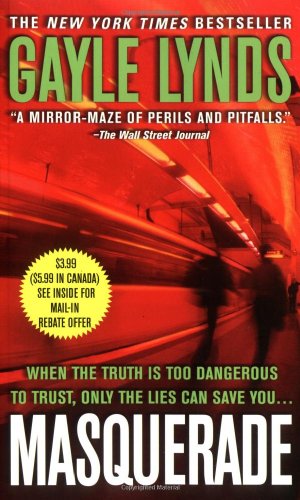 THE NEW YORK TIMES BESTSELLER
GAYLE LYNDS
"A MIRROR-MAZE OF PERILS AND PITFALLS."
–The Wall Street Journal
$3.99
($5.99 IN CANADA)
SEE INSIDE FOR
MAIL-IN
REBATE OFFER
WHEN THE TRUTH IS TOO DANGEROUS
TO TRUST, ONLY THE LIES CAN SAVE YOU...
MASQUERADE
Copyrighted Material